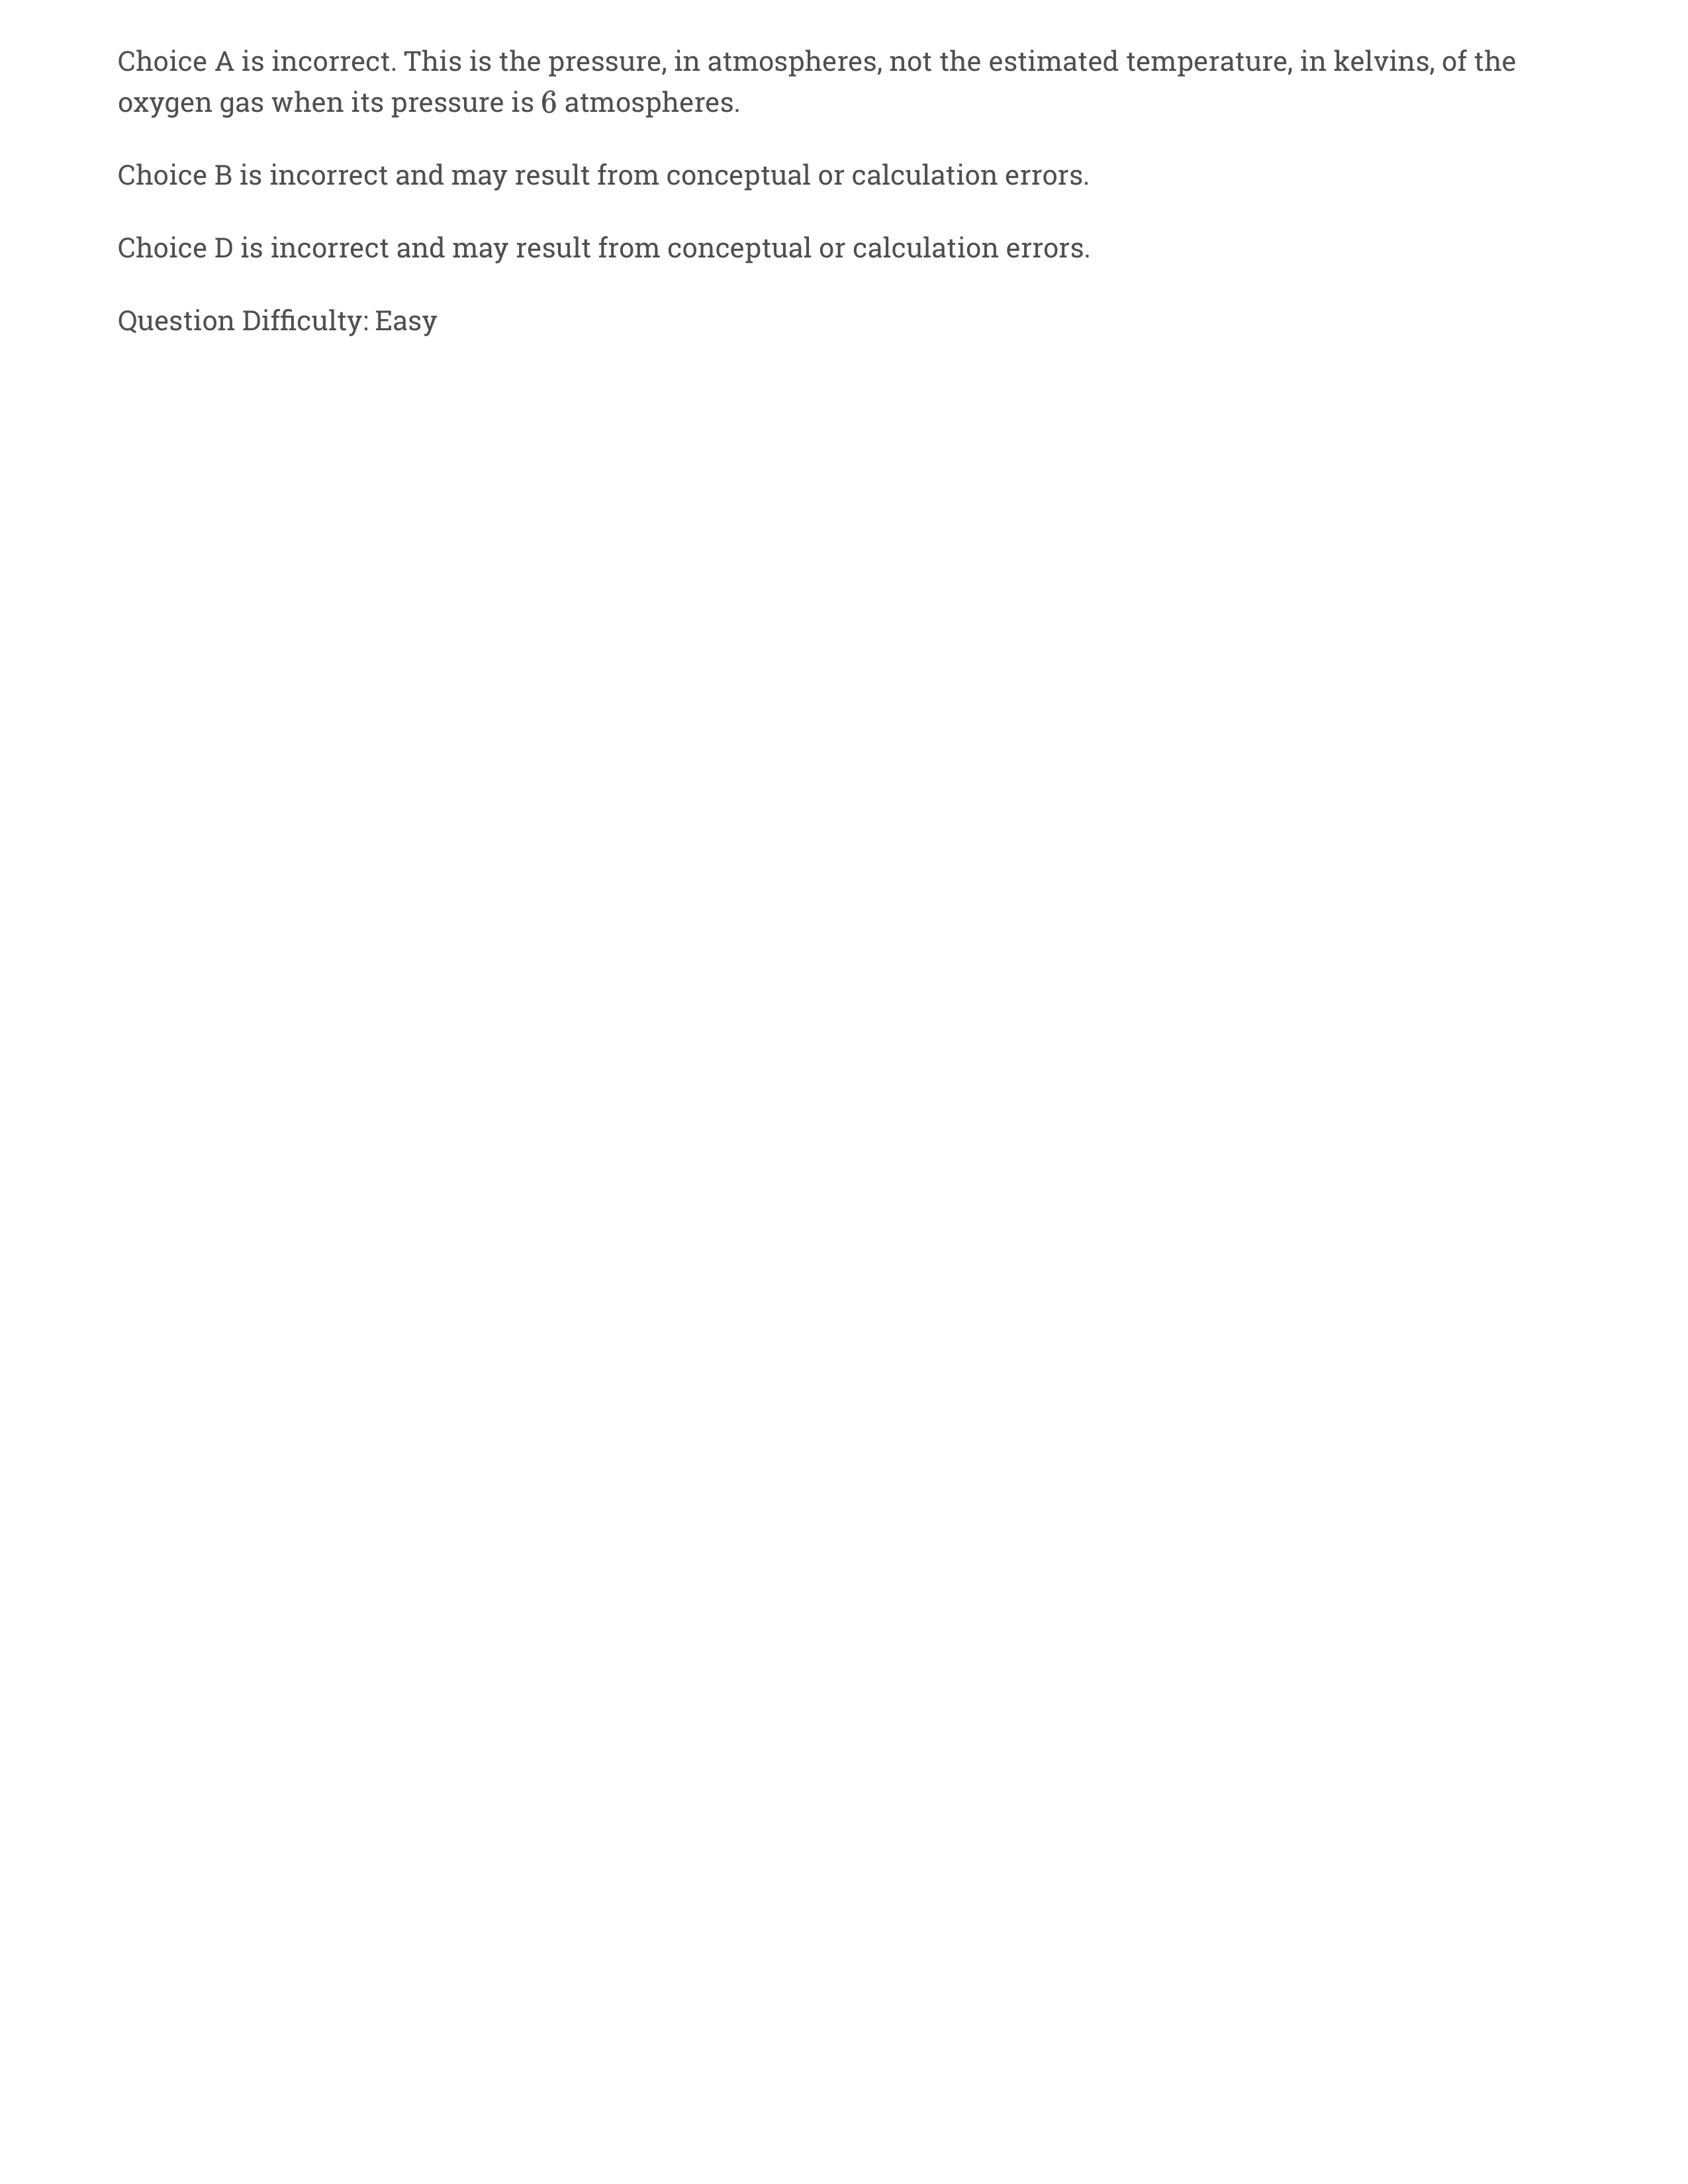 Choice A is incorrect. This is the pressure, in atmospheres, not the estimated temperature, in kelvins, of the
oxygen gas when its pressure is 6 atmospheres.
Choice B is incorrect and may result from conceptual or calculation errors.
Choice D is incorrect and may result from conceptual or calculation errors.
Question Difficulty: Easy